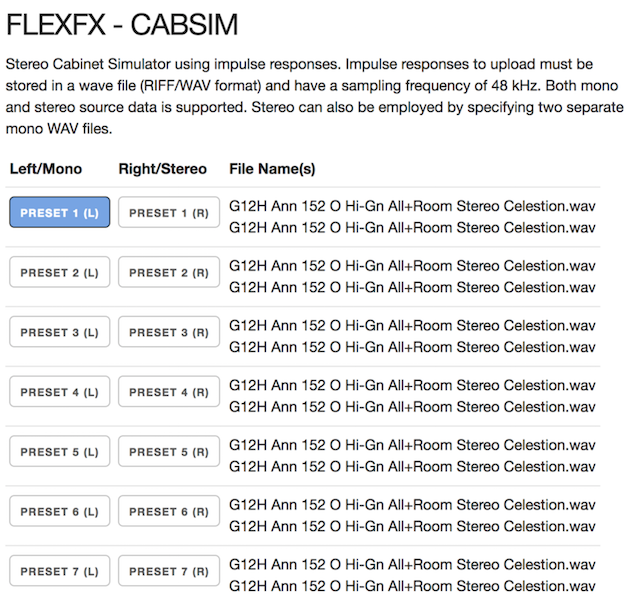 FLEXFX - CABSIM
Stereo Cabinet Simulator using impulse responses. Impulse responses to upload must be
stored in a wave file (RIFF/WAV format) and have a sampling frequency of 48 kHz. Both mono
and stereo source data is supported. Stereo can also be employed by specifying two separate
mono WAV files.
Left/Mono Right/Stereo File Name(s)
PRESET 1 (L) PRESET 1 (R) G12H Ann 152 O Hi-Gn All+Room Stereo Celestion.wav
G12H Ann 152 O Hi-Gn All+Room Stereo Celestion.wav
PRESET 2 (L) PRESET 2 (R) G12H Ann 152 O Hi-Gn All+Room Stereo Celestion.wav
G12H Ann 152 O Hi-Gn All+Room Stereo Celestion.wav
PRESET 3 (L) PRESET 3 (R) G12H Ann 152 O Hi-Gn All+Room Stereo Celestion.wav
G12H Ann 152 O Hi-Gn All+Room Stereo Celestion.wav
PRESET 4 (L) PRESET 4 (R) G12H Ann 152 O Hi-Gn All+Room Stereo Celestion.wav
G12H Ann 152 O Hi-Gn All+Room Stereo Celestion.wav
PRESET 5 (L) PRESET 5 (R) G12H Ann 152 O Hi-Gn All+Room Stereo Celestion.wav
G12H Ann 152 O Hi-Gn All+Room Stereo Celestion.wav
PRESET 6 (L) PRESET 6 (R) G12H Ann 152 O Hi-Gn All+Room Stereo Celestion.wav
G12H Ann 152 O Hi-Gn All+Room Stereo Celestion.wav
PRESET 7 (L) PRESET 7 (R) G12H Ann 152 O Hi-Gn All+Room Stereo Celestion.wav
G12H Ann 152 O Hi-Gn All+Room Stereo Celestion.wav